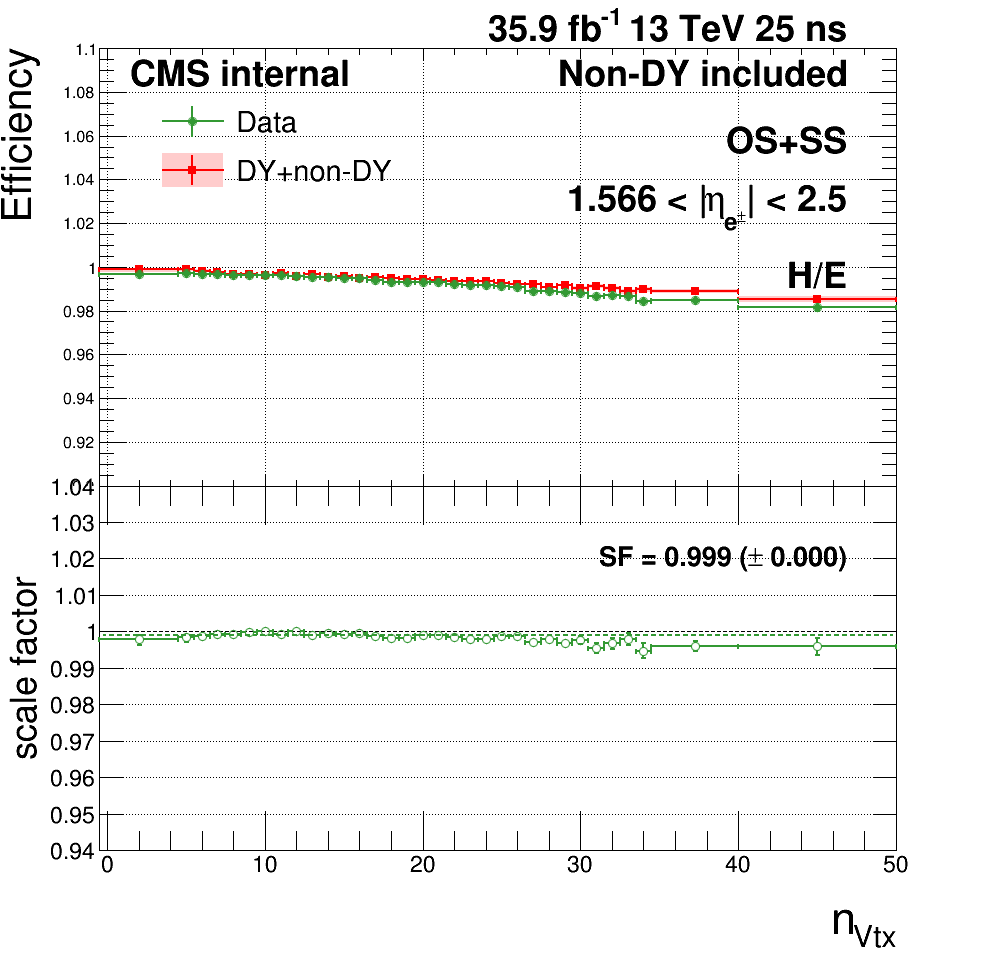 35.9 fb⁻¹ 13 TeV 25 ns
Efficiency
CMS internal
Non-DY included
Data
OS+SS
DY+non-DY
1.566 < |η_e±| < 2.5
H/E
1.1
1.08
1.06
1.04
1.02
1
0.98
0.96
0.94
0.92
scale factor
SF = 0.999 (± 0.000)
1.04
1.03
1.02
1.01
1
0.99
0.98
0.97
0.96
0.95
0.94
0 10 20 30 40 50
n_Vtx